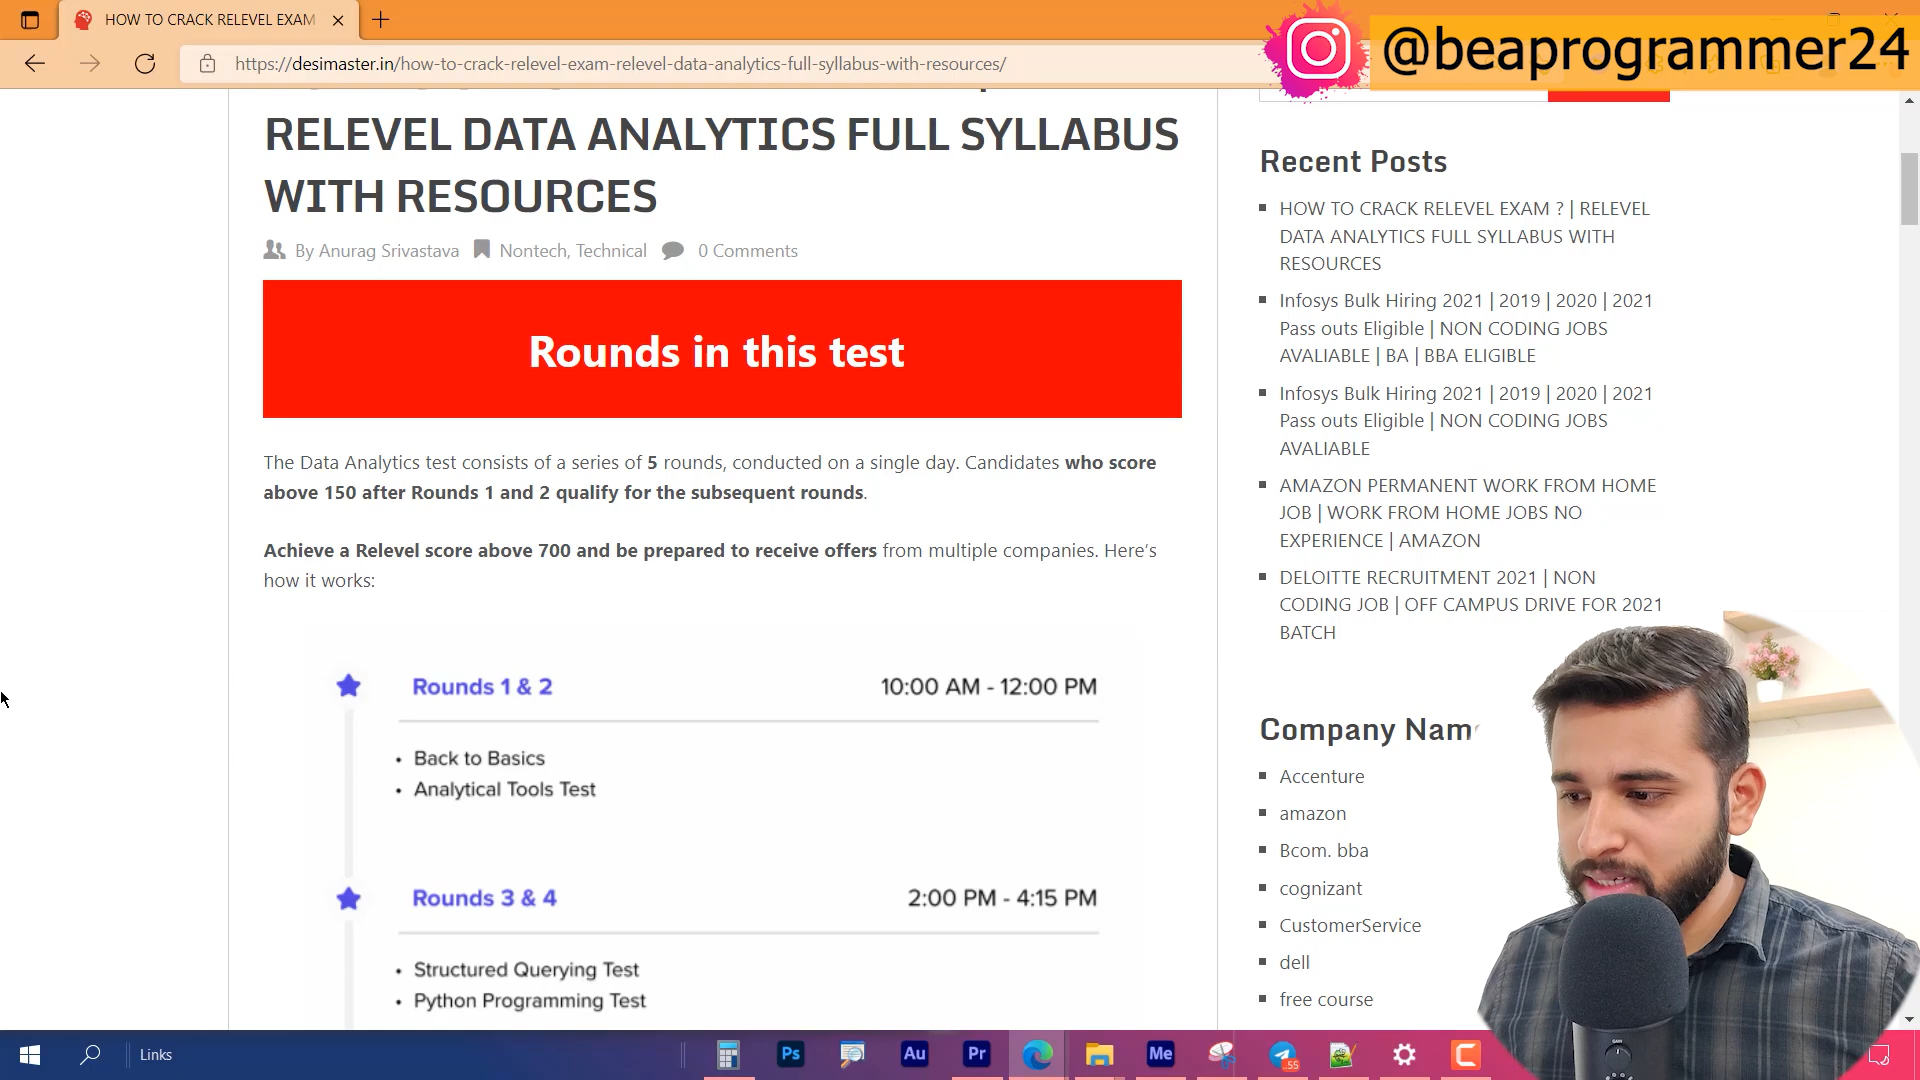 HOW TO CRACK RELEVEL EXAM
@beaprogrammer24
https://desimaster.in/how-to-crack-relevel-exam-relevel-data-analytics-full-syllabus-with-resources/
RELEVEL DATA ANALYTICS FULL SYLLABUS
WITH RESOURCES
By Anurag Srivastava Nontech, Technical 0 Comments
Rounds in this test
The Data Analytics test consists of a series of 5 rounds, conducted on a single day. Candidates who score
above 150 after Rounds 1 and 2 qualify for the subsequent rounds.
Achieve a Relevel score above 700 and be prepared to receive offers from multiple companies. Here's
how it works:
Rounds 1 & 2 10:00 AM - 12:00 PM
• Back to Basics
• Analytical Tools Test
Rounds 3 & 4 2:00 PM - 4:15 PM
• Structured Querying Test
• Python Programming Test
Recent Posts
HOW TO CRACK RELEVEL EXAM ? | RELEVEL
DATA ANALYTICS FULL SYLLABUS WITH
RESOURCES
Infosys Bulk Hiring 2021 | 2019 | 2020 | 2021
Pass outs Eligible | NON CODING JOBS
AVALIABLE | BA | BBA ELIGIBLE
Infosys Bulk Hiring 2021 | 2019 | 2020 | 2021
Pass outs Eligible | NON CODING JOBS
AVALIABLE
AMAZON PERMANENT WORK FROM HOME
JOB | WORK FROM HOME JOBS NO
EXPERIENCE | AMAZON
DELOITTE RECRUITMENT 2021 | NON
CODING JOB | OFF CAMPUS DRIVE FOR 2021
BATCH
Company Nam
Accenture
amazon
Bcom. bba
cognizant
CustomerService
dell
free course
Links
Ps
Au
Pr
Me
55